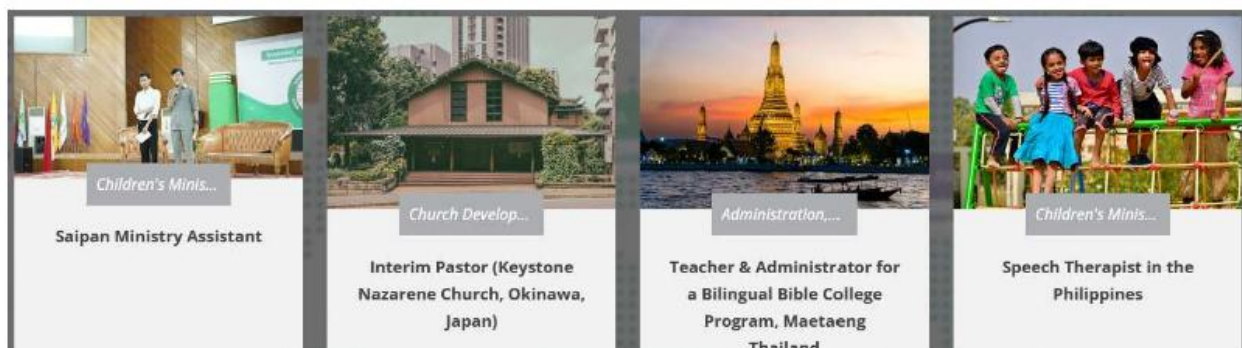 Children's Minis...
Saipan Ministry Assistant
Church Develop...
Interim Pastor (Keystone
Nazarene Church, Okinawa,
Japan)
Administration,...
Teacher & Administrator for
a Bilingual Bible College
Program, Maetaeng
Thailand
Children's Minis...
Speech Therapist in the
Philippines